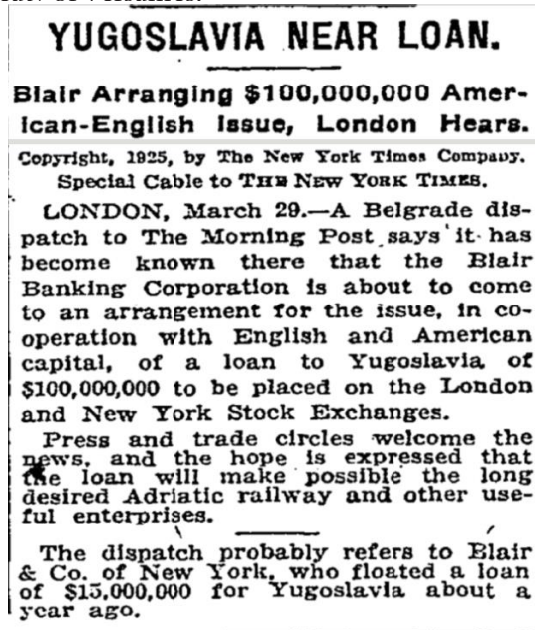 YUGOSLAVIA NEAR LOAN.
Blair Arranging $100,000,000 Amer-
ican-English Issue, London Hears.
Copyright, 1925, by The New York Times Company.
Special Cable to THE NEW YORK TIMES.
LONDON, March 29.—A Belgrade dis-
patch to The Morning Post says it has
become known there that the Blair
Banking Corporation is about to come
to an arrangement for the issue, in co-
operation with English and American
capital, of a loan to Yugoslavia of
$100,000,000 to be placed on the London
and New York Stock Exchanges.
Press and trade circles welcome the
news, and the hope is expressed that
the loan will make possible the long
desired Adriatic railway and other use-
ful enterprises.
The dispatch probably refers to Blair
& Co. of New York, who floated a loan
of $15,000,000 for Yugoslavia about a
year ago.